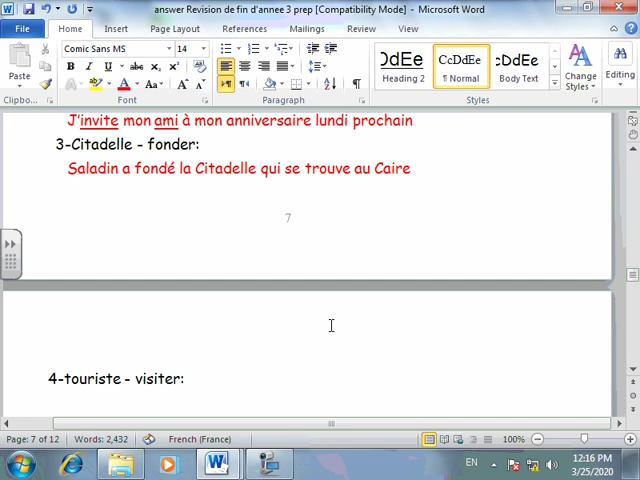 answer Revision de fin d'annee 3 prep [Compatibility Mode] - Microsoft Word
File Home Insert Page Layout References Mailings Review View
Comic Sans MS 14
Paste
B I U abc x₂ x²
Heading 2 ¶ Normal Body Text
Change Styles
Editing
Clipbo... Font Paragraph Styles
J'invite mon ami à mon anniversaire lundi prochain
3-Citadelle - fonder:
Saladin a fondé la Citadelle qui se trouve au Caire
7
4-touriste - visiter:
Page: 7 of 12 Words: 2,432 French (France) 100%
EN 12:16 PM
3/25/2020